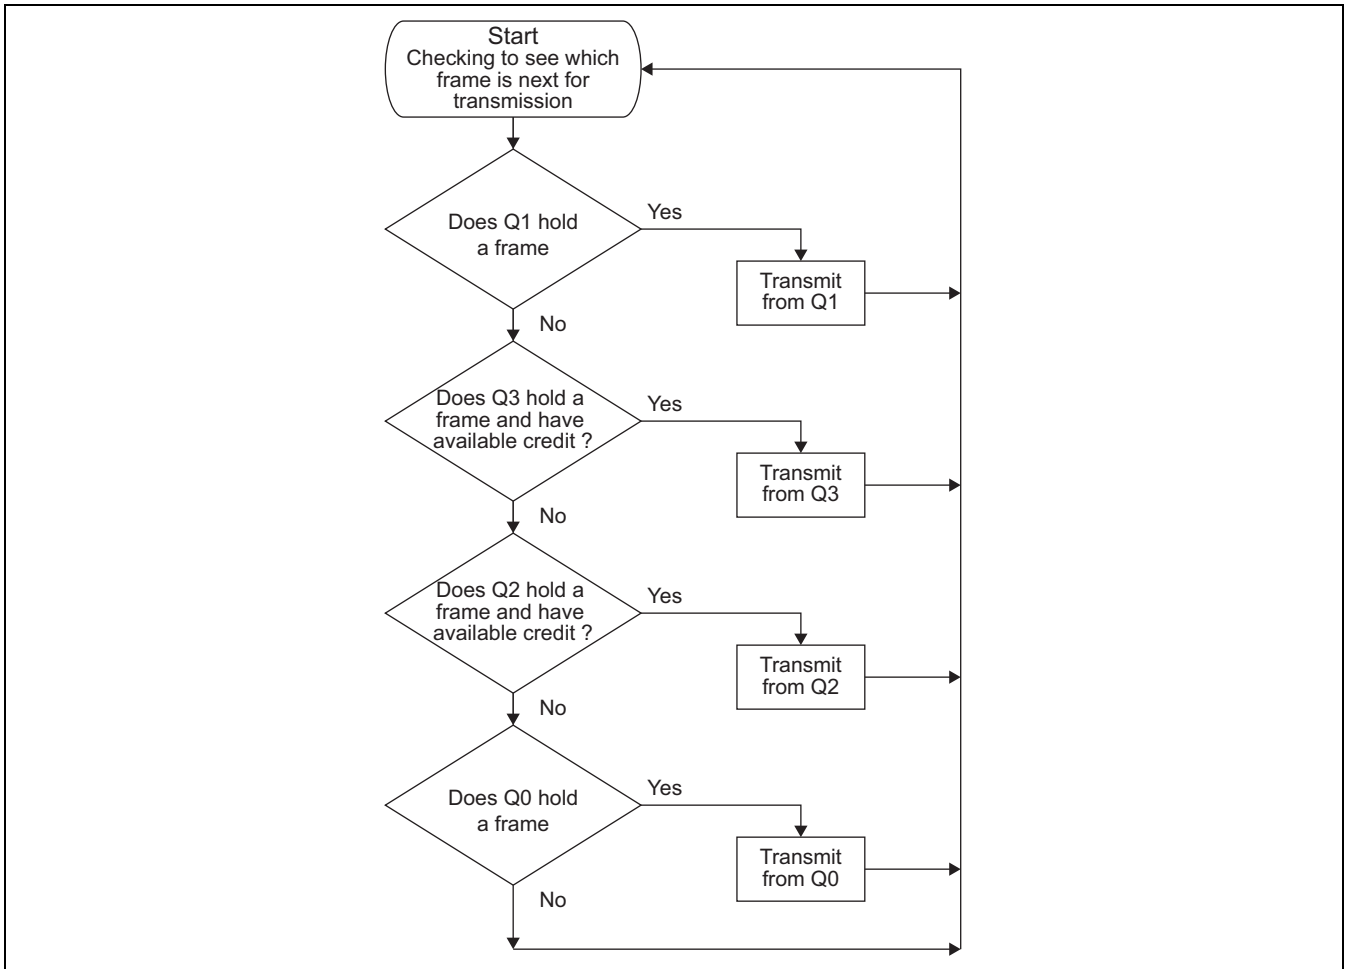 Start
Checking to see which
frame is next for
transmission
Does Q1 hold
a frame
Yes
Transmit
from Q1
No
Does Q3 hold a
frame and have
available credit ?
Yes
Transmit
from Q3
No
Does Q2 hold a
frame and have
available credit ?
Yes
Transmit
from Q2
No
Does Q0 hold
a frame
Yes
Transmit
from Q0
No